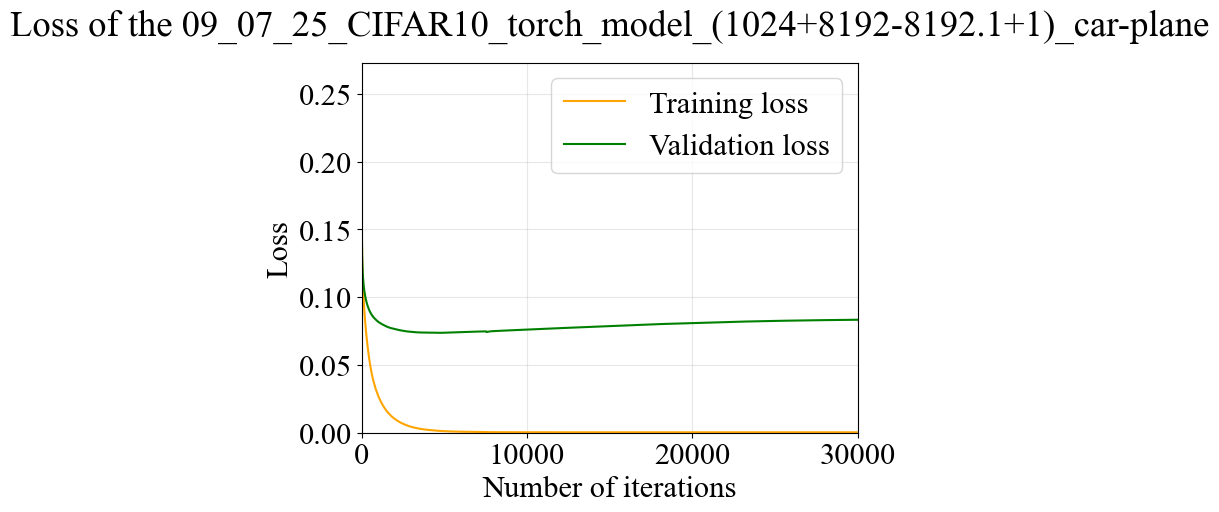 Loss of the 09_07_25_CIFAR10_torch_model_(1024+8192-8192.1+1)_car-plane
Training loss
Validation loss
0.25
0.20
0.15
0.10
0.05
0.00
Loss
0
10000
20000
30000
Number of iterations